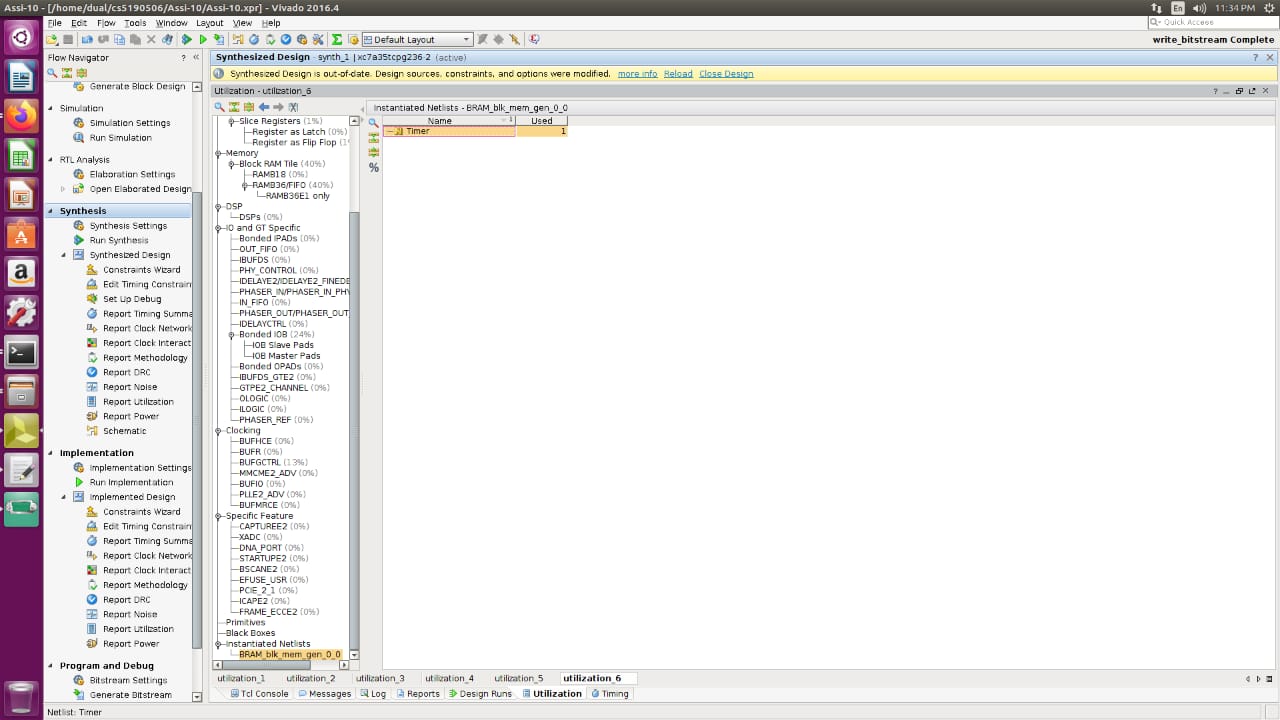 Assi-10 - [/home/dual/cs5190506/Assi-10/Assi-10.xpr] - Vivado 2016.4
En
11:34 PM
File Edit Flow Tools Window Layout View Help
Quick Access
Default Layout
write_bitstream Complete
Flow Navigator
Generate Block Design
Simulation
Simulation Settings
Run Simulation
RTL Analysis
Elaboration Settings
Open Elaborated Design
Synthesis
Synthesis Settings
Run Synthesis
Synthesized Design
Constraints Wizard
Edit Timing Constrain
Set Up Debug
Report Timing Summa
Report Clock Network
Report Clock Interact
Report Methodology
Report DRC
Report Noise
Report Utilization
Report Power
Schematic
Implementation
Implementation Settings
Run Implementation
Implemented Design
Constraints Wizard
Edit Timing Constrain
Report Timing Summa
Report Clock Network
Report Clock Interact
Report Methodology
Report DRC
Report Noise
Report Utilization
Report Power
Program and Debug
Bitstream Settings
Generate Bitstream
Synthesized Design - synth_1 | xc7a35tcpg236-2 (active)
Synthesized Design is out-of-date. Design sources, constraints, and options were modified. more info Reload Close Design
Utilization - utilization_6
Slice Registers (1%)
Register as Latch (0%)
Register as Flip Flop (1%
Memory
Block RAM Tile (40%)
RAMB18 (0%)
RAMB36/FIFO (40%)
RAMB36E1 only
DSP
DSPs (0%)
IO and GT Specific
Bonded IPADs (0%)
OUT_FIFO (0%)
IBUFDS (0%)
PHY_CONTROL (0%)
IDELAYE2/IDELAYE2_FINEDE
PHASER_IN/PHASER_IN_PHY
IN_FIFO (0%)
PHASER_OUT/PHASER_OUT_
IDELAYCTRL (0%)
Bonded IOB (24%)
IOB Slave Pads
IOB Master Pads
Bonded OPADs (0%)
IBUFDS_GTE2 (0%)
GTPE2_CHANNEL (0%)
OLOGIC (0%)
ILOGIC (0%)
PHASER_REF (0%)
Clocking
BUFHCE (0%)
BUFR (0%)
BUFGCTRL (13%)
MMCME2_ADV (0%)
BUFIO (0%)
PLLE2_ADV (0%)
BUFMRCE (0%)
Specific Feature
CAPTUREE2 (0%)
XADC (0%)
DNA_PORT (0%)
STARTUPE2 (0%)
BSCANE2 (0%)
EFUSE_USR (0%)
PCIE_2_1 (0%)
ICAPE2 (0%)
FRAME_ECCE2 (0%)
Primitives
Black Boxes
Instantiated Netlists
BRAM_blk_mem_gen_0_0
Instantiated Netlists - BRAM_blk_mem_gen_0_0
Name 1 Used
Timer 1
utilization_1 utilization_2 utilization_3 utilization_4 utilization_5 utilization_6
Tcl Console Messages Log Reports Design Runs Utilization Timing
Netlist: Timer